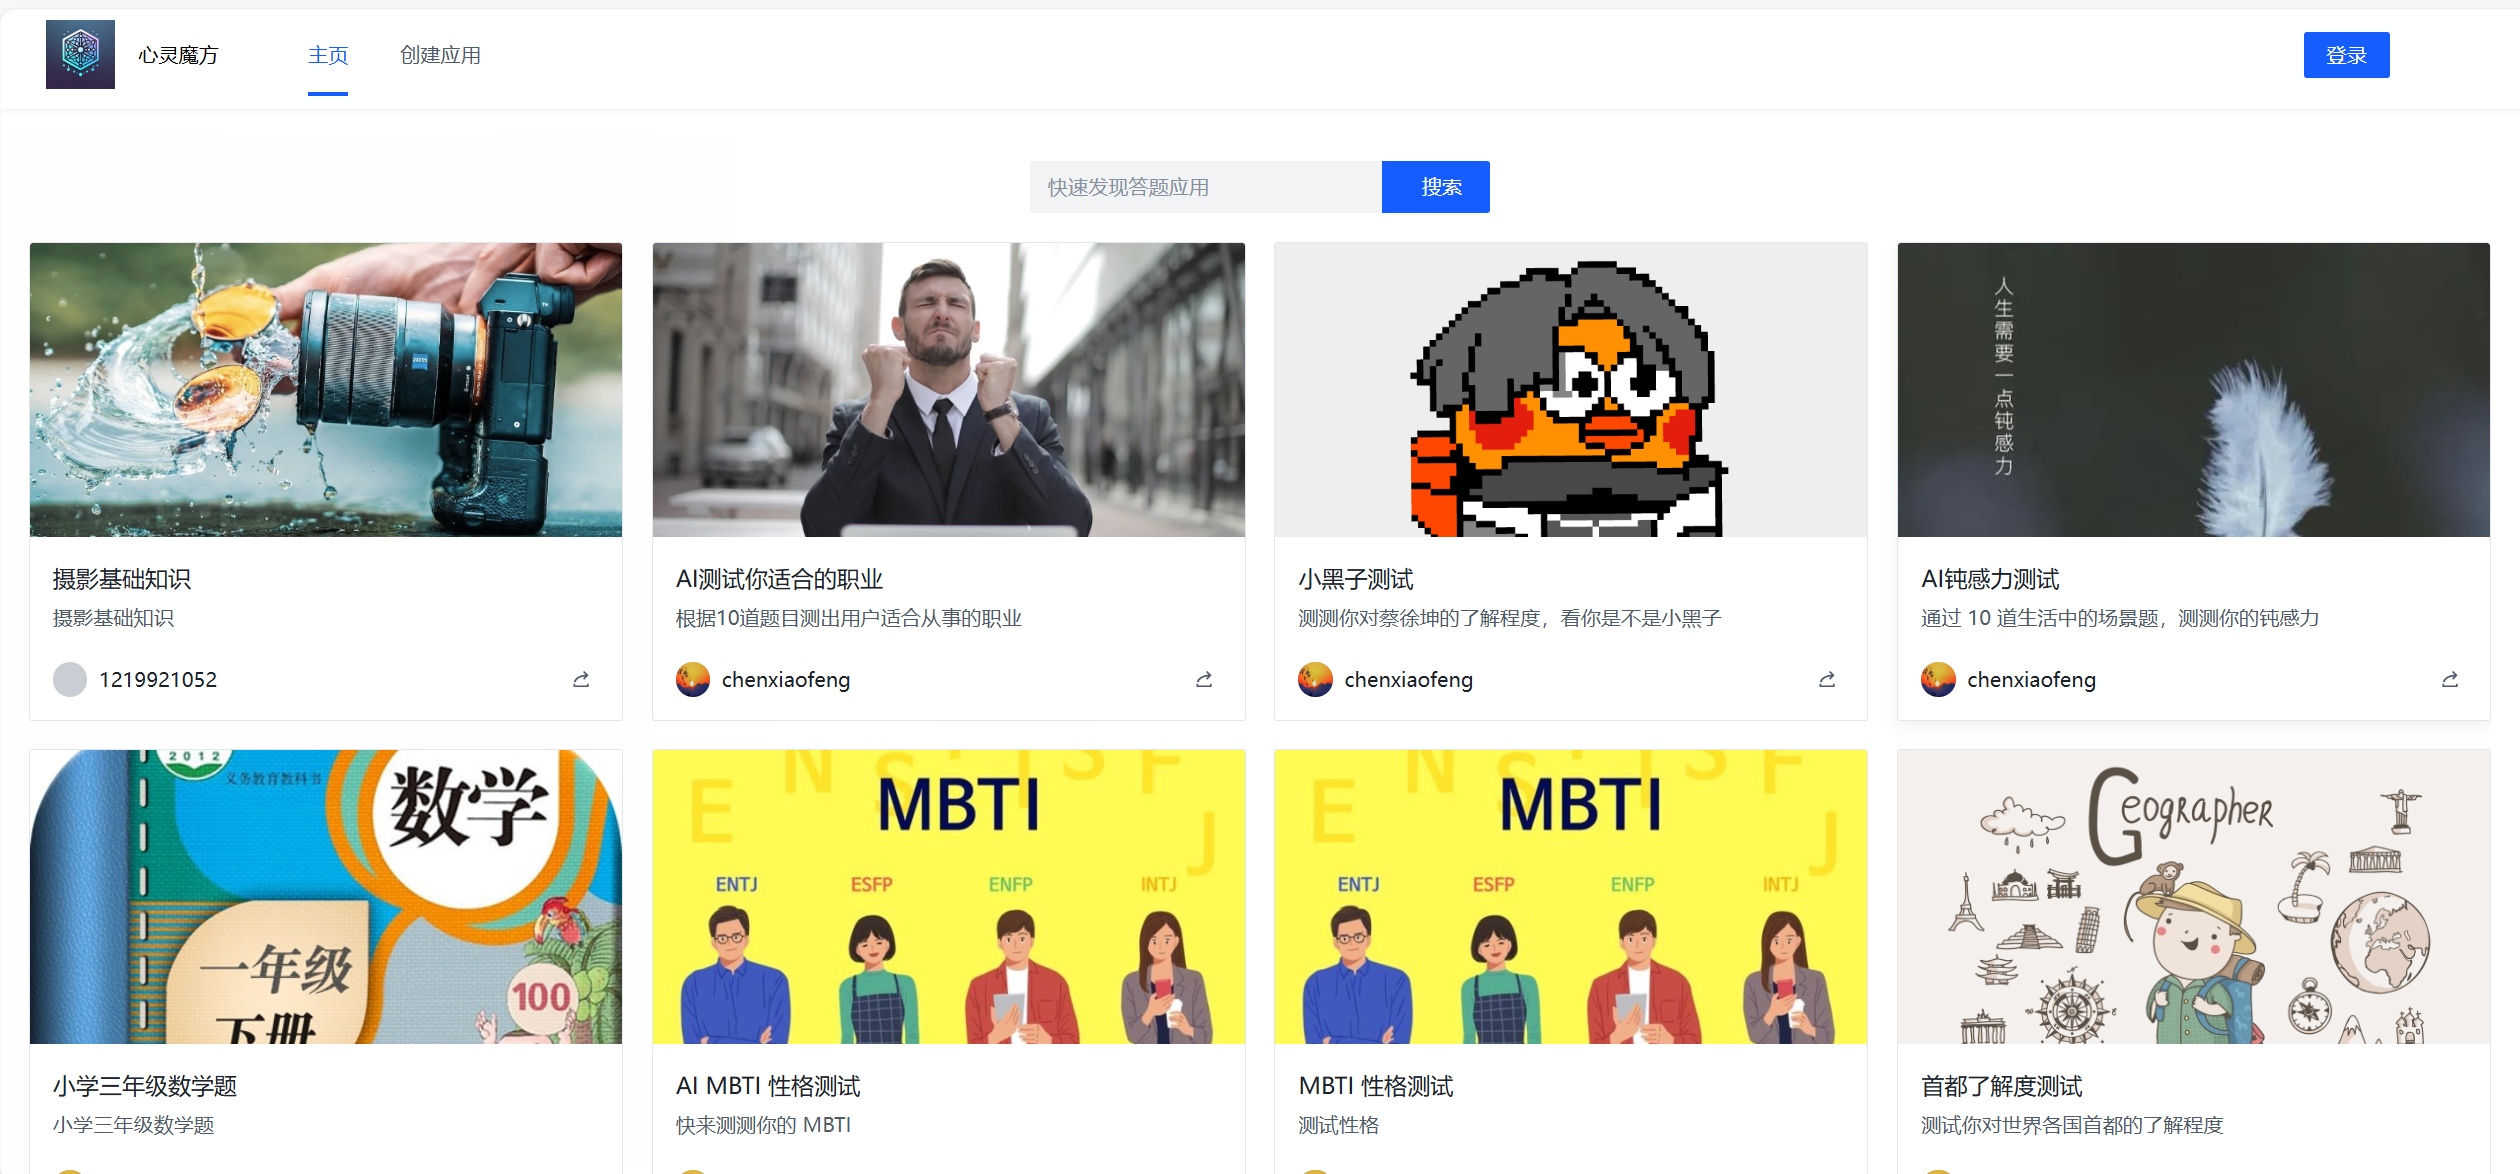 心灵魔方
主页
创建应用
登录
快速发现答题应用
搜索
人生需要一点钝感力
摄影基础知识
摄影基础知识
1219921052
AI测试你适合的职业
根据10道题目测出用户适合从事的职业
chenxiaofeng
小黑子测试
测测你对蔡徐坤的了解程度，看你是不是小黑子
chenxiaofeng
AI钝感力测试
通过 10 道生活中的场景题，测测你的钝感力
chenxiaofeng
2012
义务教育教科书
数学
一年级
下册
100
E N S T S F J
MBTI
ENTJ ESFP ENFP INTJ
E N S T S F J
MBTI
ENTJ ESFP ENFP INTJ
Geographer
小学三年级数学题
小学三年级数学题
AI MBTI 性格测试
快来测测你的 MBTI
MBTI 性格测试
测试性格
首都了解度测试
测试你对世界各国首都的了解程度